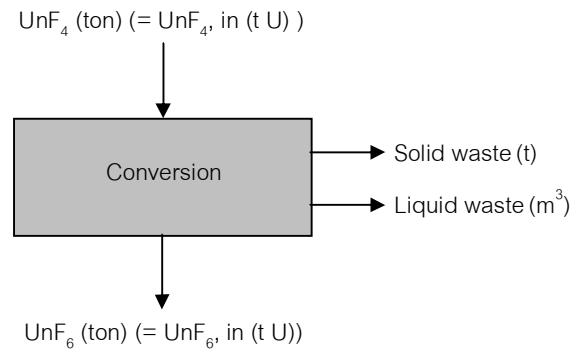 UnF₄ (ton) (= UnF₄, in (t U) )
Conversion
Solid waste (t)
Liquid waste (m³)
UnF₆ (ton) (= UnF₆, in (t U))